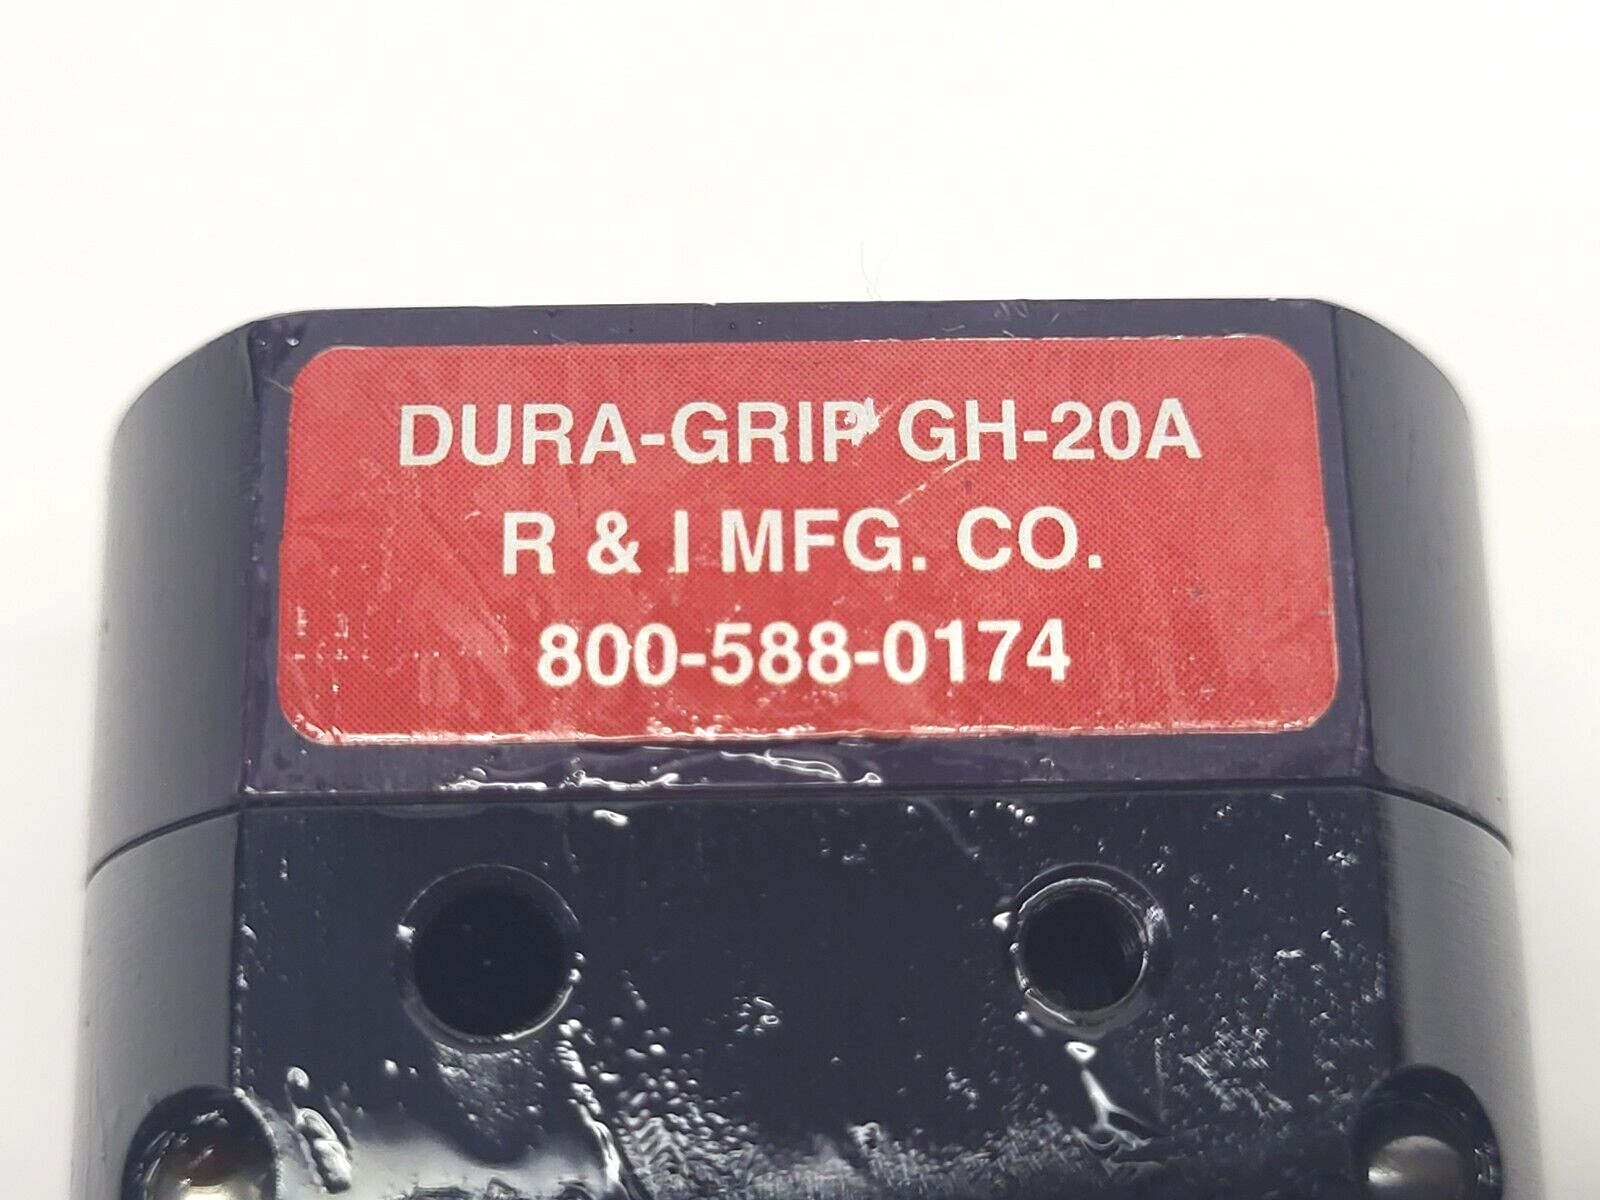 DURA-GRIP GH-20A
R & I MFG. CO.
800-588-0174